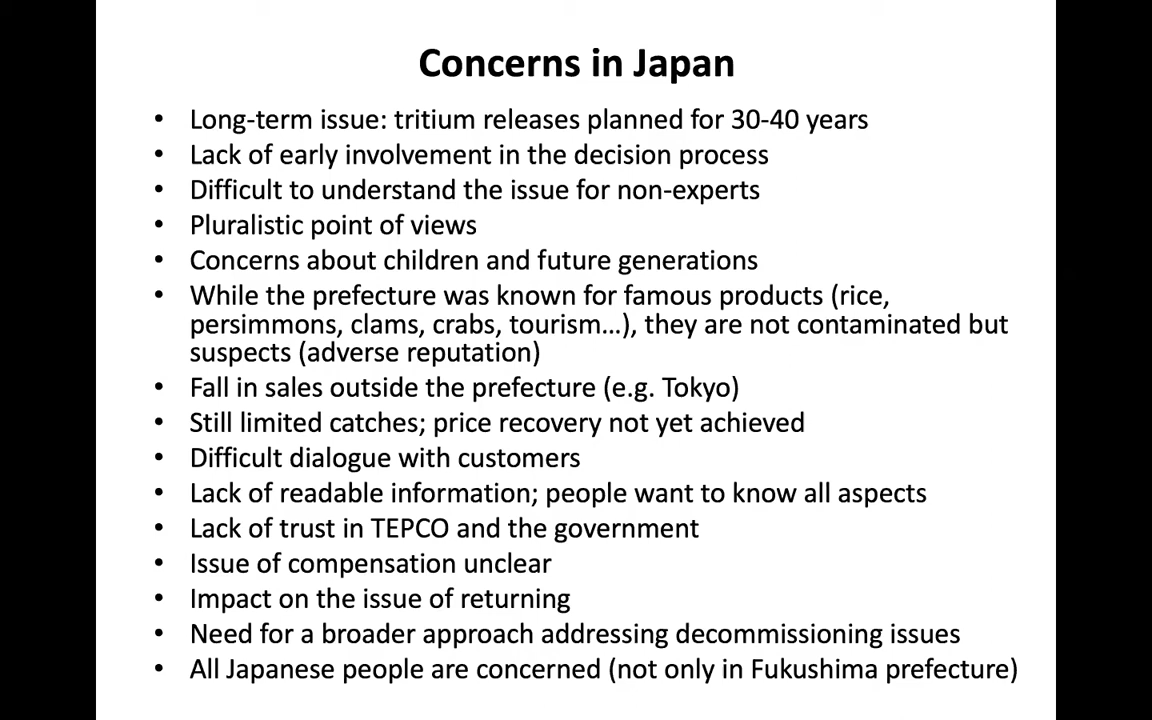 Concerns in Japan
• Long-term issue: tritium releases planned for 30-40 years
• Lack of early involvement in the decision process
• Difficult to understand the issue for non-experts
• Pluralistic point of views
• Concerns about children and future generations
• While the prefecture was known for famous products (rice,
persimmons, clams, crabs, tourism…), they are not contaminated but
suspects (adverse reputation)
• Fall in sales outside the prefecture (e.g. Tokyo)
• Still limited catches; price recovery not yet achieved
• Difficult dialogue with customers
• Lack of readable information; people want to know all aspects
• Lack of trust in TEPCO and the government
• Issue of compensation unclear
• Impact on the issue of returning
• Need for a broader approach addressing decommissioning issues
• All Japanese people are concerned (not only in Fukushima prefecture)